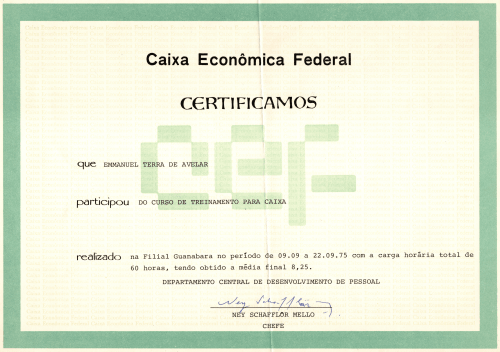 Caixa Econômica Federal
CERTIFICAMOS
cef
que EMMANUEL TERRA DE AVELAR
participou DO CURSO DE TREINAMENTO PARA CAIXA
realizado na Filial Guanabara no período de 09.09 a 22.09.75 com a carga horária total de
60 horas, tendo obtido a média final 8,25.
DEPARTAMENTO CENTRAL DE DESENVOLVIMENTO DE PESSOAL
NEY SCHAFFLÖR MELLO
CHEFE